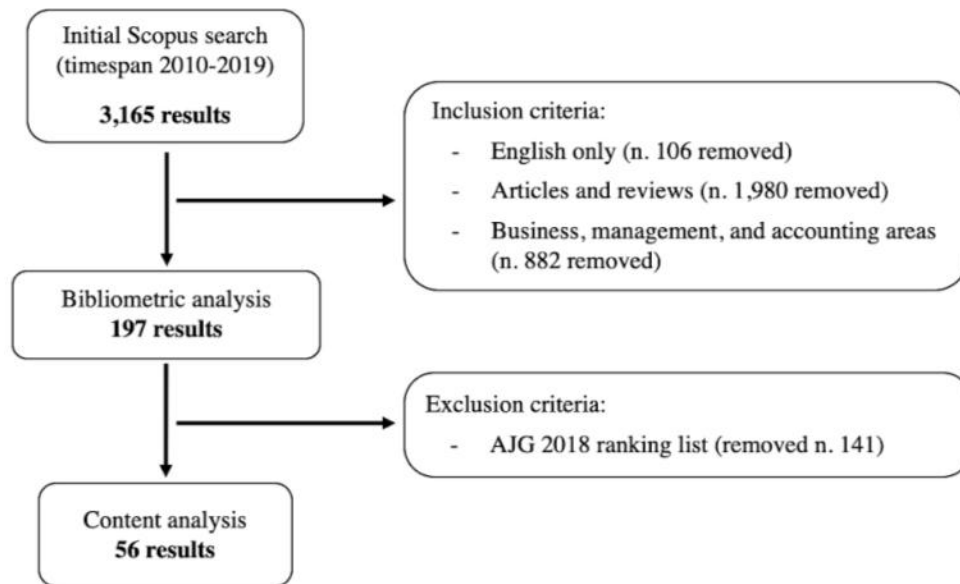 Initial Scopus search
(timespan 2010-2019)
3,165 results
Inclusion criteria:
- English only (n. 106 removed)
- Articles and reviews (n. 1,980 removed)
- Business, management, and accounting areas
(n. 882 removed)
Bibliometric analysis
197 results
Exclusion criteria:
- AJG 2018 ranking list (removed n. 141)
Content analysis
56 results